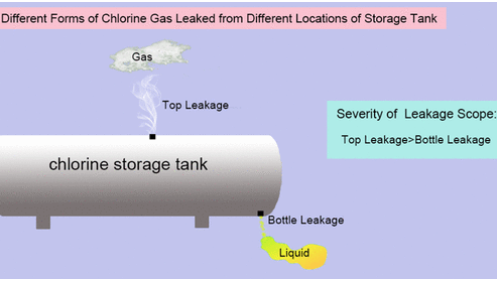 Different Forms of Chlorine Gas Leaked from Different Locations of Storage Tank
Gas
Top Leakage
Severity of Leakage Scope:
Top Leakage>Bottle Leakage
chlorine storage tank
Bottle Leakage
Liquid